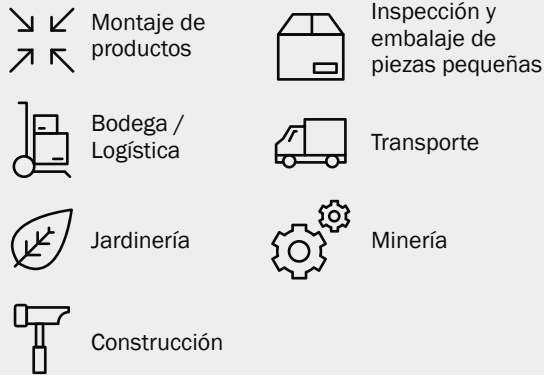 Montaje de
productos
Inspección y
embalaje de
piezas pequeñas
Bodega /
Logística
Transporte
Jardinería
Minería
Construcción